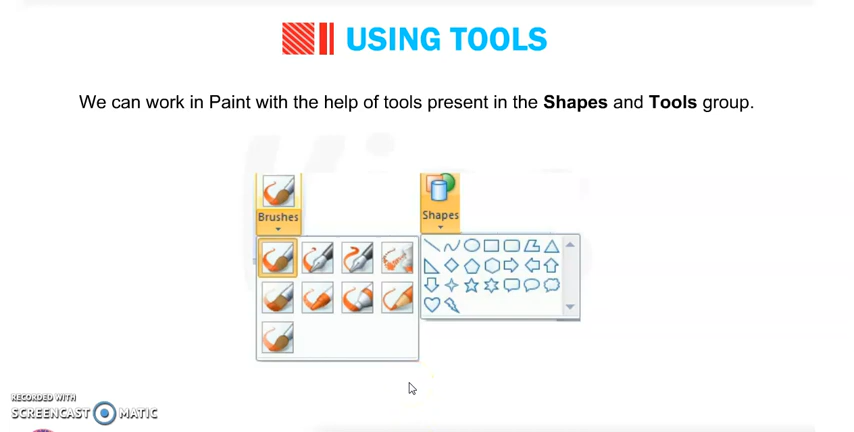 USING TOOLS
We can work in Paint with the help of tools present in the Shapes and Tools group.
Brushes
Shapes
RECORDED WITH
SCREENCAST MATIC